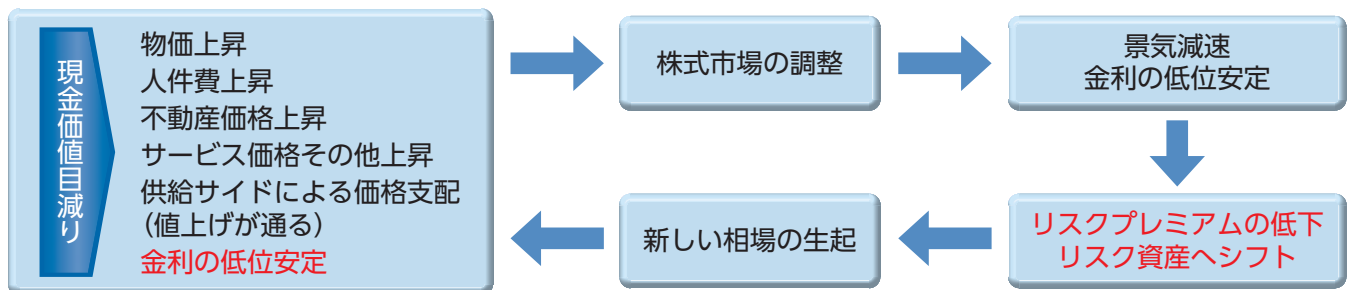 現金価値目減り
物価上昇
人件費上昇
不動産価格上昇
サービス価格その他上昇
供給サイドによる価格支配
（値上げが通る）
金利の低位安定
株式市場の調整
景気減速
金利の低位安定
リスクプレミアムの低下
リスク資産へシフト
新しい相場の生起